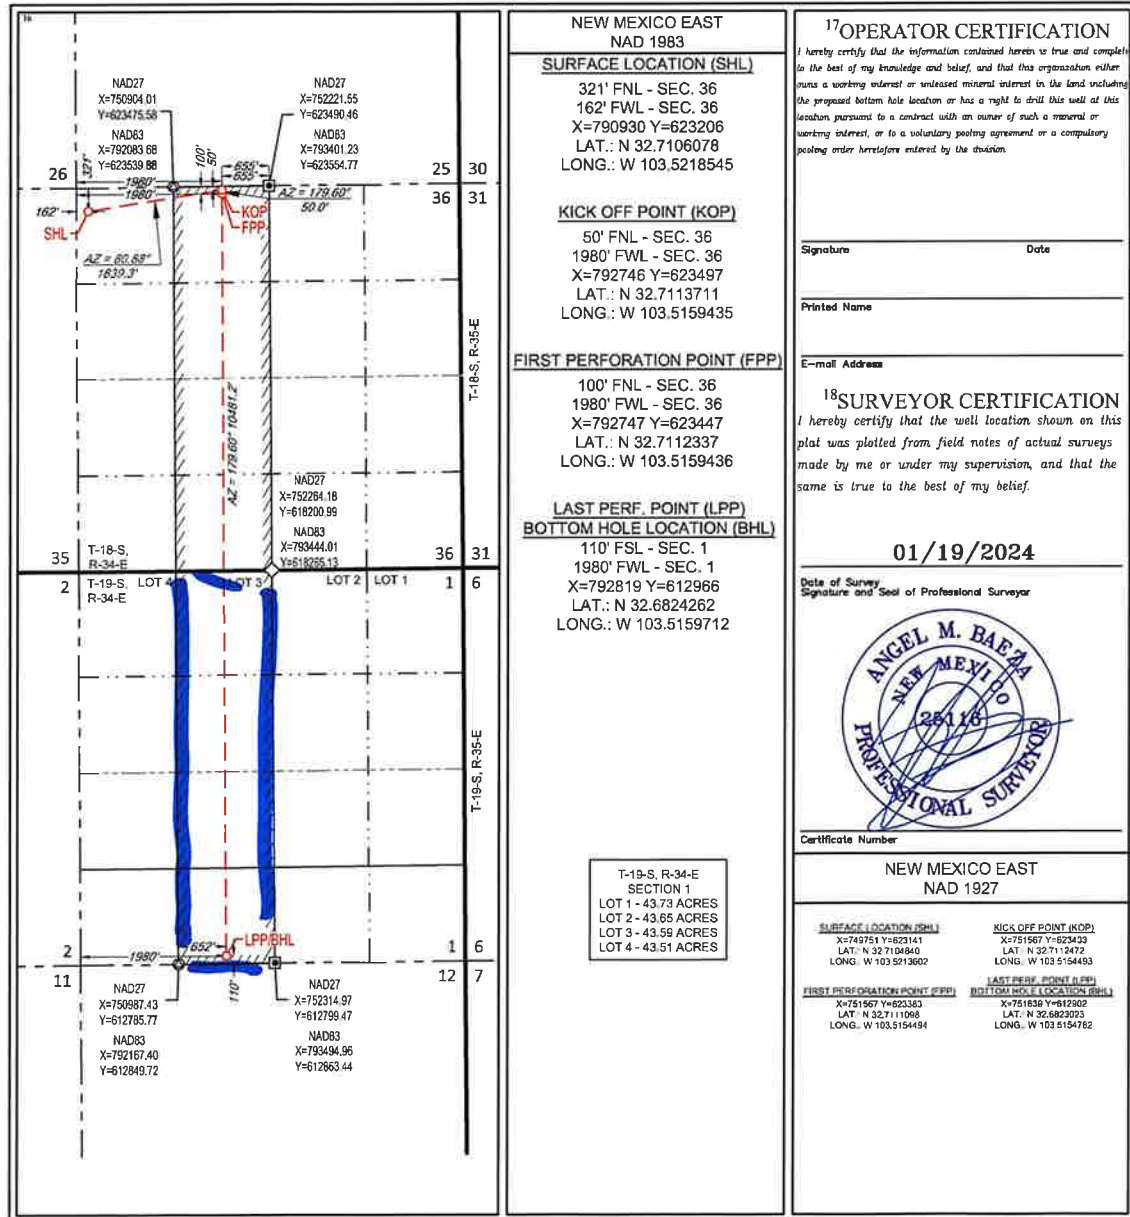 NAD27
X=750904.01
Y=623475.58
NAD83
X=792083.68
Y=623539.88
NAD27
X=752221.55
Y=623490.46
NAD83
X=793401.23
Y=623554.77
100'
50'
655'
655'
1980'
1980'
26
25
30
36
31
321'
162'
SHL
KOP
FPP
AZ = 179.60°
50.0'
AZ = 80.88°
1839.3'
T-18-S, R-35-E
AZ = 179.60° 10481.2'
NAD27
X=752264.18
Y=618200.99
NAD83
X=793444.01
Y=618265.13
35
T-18-S,
R-34-E
36
31
2
T-19-S,
R-34-E
LOT 4
LOT 3
LOT 2
LOT 1
1
6
T-19-S, R-35-E
652'
LPP/BHL
2
1980'
1
6
11
110'
12
7
NAD27
X=750987.43
Y=612785.77
NAD83
X=792167.40
Y=612849.72
NAD27
X=752314.97
Y=612799.47
NAD83
X=793494.96
Y=612863.44
NEW MEXICO EAST
NAD 1983
SURFACE LOCATION (SHL)
321' FNL - SEC. 36
162' FWL - SEC. 36
X=790930 Y=623206
LAT.: N 32.7106078
LONG.: W 103.5218545
KICK OFF POINT (KOP)
50' FNL - SEC. 36
1980' FWL - SEC. 36
X=792746 Y=623497
LAT.: N 32.7113711
LONG.: W 103.5159435
FIRST PERFORATION POINT (FPP)
100' FNL - SEC. 36
1980' FWL - SEC. 36
X=792747 Y=623447
LAT.: N 32.7112337
LONG.: W 103.5159436
LAST PERF. POINT (LPP)
BOTTOM HOLE LOCATION (BHL)
110' FSL - SEC. 1
1980' FWL - SEC. 1
X=792819 Y=612966
LAT.: N 32.6824262
LONG.: W 103.5159712
T-19-S, R-34-E
SECTION 1
LOT 1 - 43.73 ACRES
LOT 2 - 43.65 ACRES
LOT 3 - 43.59 ACRES
LOT 4 - 43.51 ACRES
17OPERATOR CERTIFICATION
I hereby certify that the information contained herein is true and complete
to the best of my knowledge and belief, and that this organization either
owns a working interest or unleased mineral interest in the land including
the proposed bottom hole location or has a right to drill this well at this
location pursuant to a contract with an owner of such a mineral or
working interest, or to a voluntary pooling agreement or a compulsory
pooling order heretofore entered by the division.
Signature Date
Printed Name
E-mail Address
18SURVEYOR CERTIFICATION
I hereby certify that the well location shown on this
plat was plotted from field notes of actual surveys
made by me or under my supervision, and that the
same is true to the best of my belief.
01/19/2024
Date of Survey
Signature and Seal of Professional Surveyor
ANGEL M. BAEZA
NEW MEXICO
25116
PROFESSIONAL SURVEYOR
Certificate Number
NEW MEXICO EAST
NAD 1927
SURFACE LOCATION (SHL)
X=749751 Y=623141
LAT.: N 32.7104840
LONG.: W 103.5213602
KICK OFF POINT (KOP)
X=751567 Y=623433
LAT.: N 32.7112472
LONG.: W 103.5154493
FIRST PERFORATION POINT (FPP)
X=751567 Y=623383
LAT.: N 32.7111098
LONG.: W 103.5154494
LAST PERF. POINT (LPP)
BOTTOM HOLE LOCATION (BHL)
X=751639 Y=612902
LAT.: N 32.6823023
LONG.: W 103.5154782